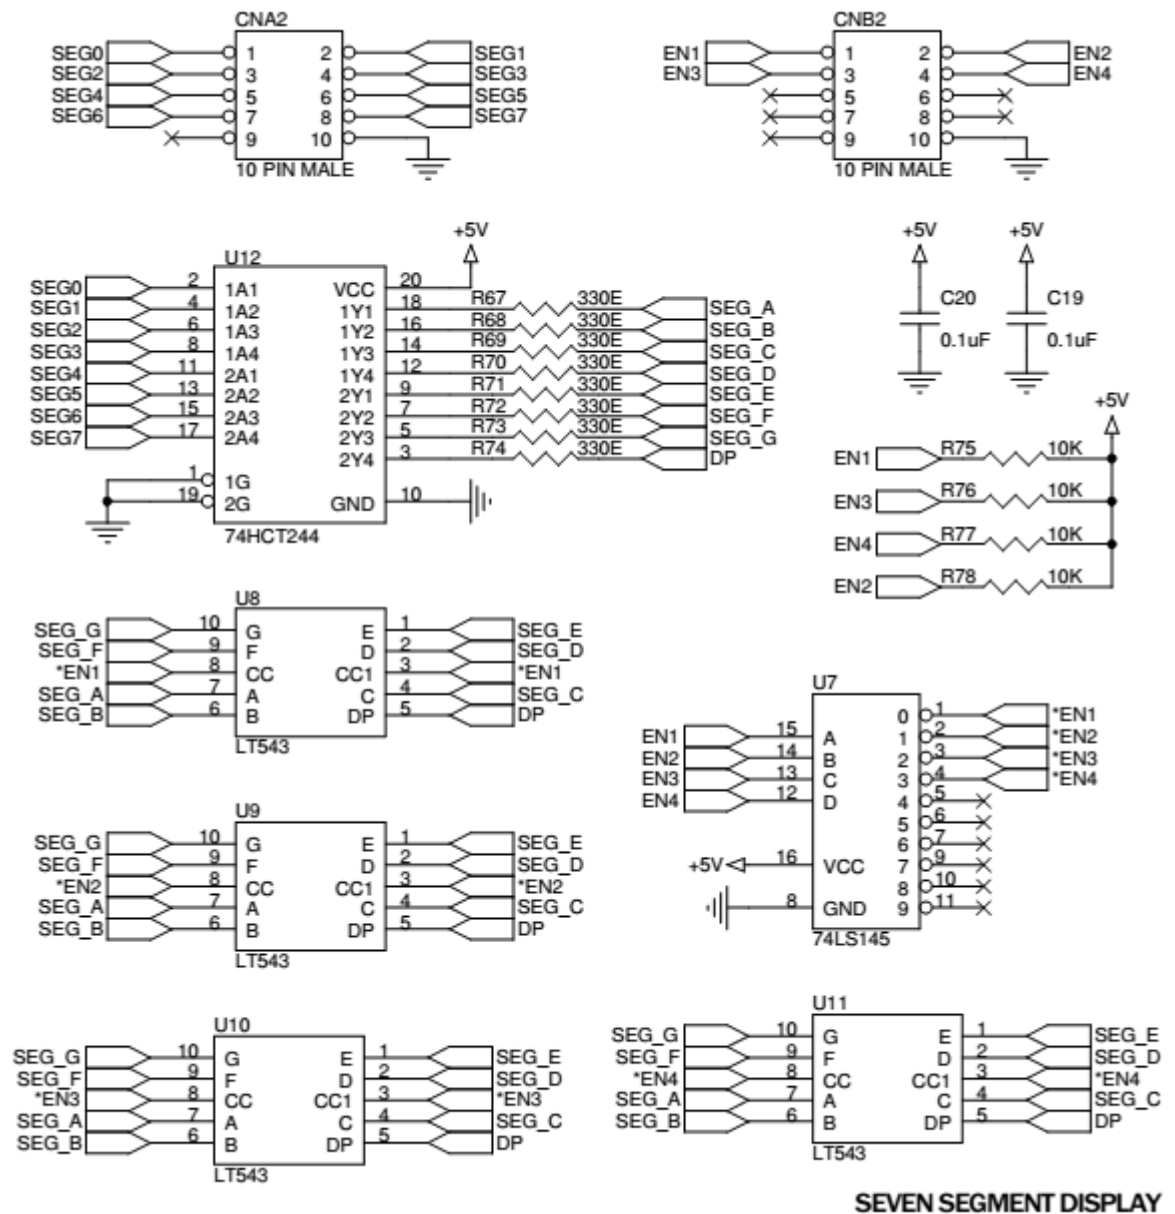 CNA2
SEG0 1 2 SEG1
SEG2 3 4 SEG3
SEG4 5 6 SEG5
SEG6 7 8 SEG7
9 10
10 PIN MALE
CNB2
EN1 1 2 EN2
EN3 3 4 EN4
5 6
7 8
9 10
10 PIN MALE
U12
+5V
SEG0 2 1A1 VCC 20
SEG1 4 1A2 1Y1 18 R67 330E SEG_A
SEG2 6 1A3 1Y2 16 R68 330E SEG_B
SEG3 8 1A4 1Y3 14 R69 330E SEG_C
SEG4 11 2A1 1Y4 12 R70 330E SEG_D
SEG5 13 2A2 2Y1 9 R71 330E SEG_E
SEG6 15 2A3 2Y2 7 R72 330E SEG_F
SEG7 17 2A4 2Y3 5 R73 330E SEG_G
2Y4 3 R74 330E DP
1 1G
19 2G GND 10
74HCT244
+5V +5V
C20 C19
0.1uF 0.1uF
+5V
EN1 R75 10K
EN3 R76 10K
EN4 R77 10K
EN2 R78 10K
U8
SEG_G 10 G E 1 SEG_E
SEG_F 9 F D 2 SEG_D
*EN1 8 CC CC1 3 *EN1
SEG_A 7 A C 4 SEG_C
SEG_B 6 B DP 5 DP
LT543
U7
0 1 *EN1
EN1 15 A 1 2 *EN2
EN2 14 B 2 3 *EN3
EN3 13 C 3 4 *EN4
EN4 12 D 4 5
5 6
6 7
+5V 16 VCC 7 9
8 10
8 GND 9 11
74LS145
U9
SEG_G 10 G E 1 SEG_E
SEG_F 9 F D 2 SEG_D
*EN2 8 CC CC1 3 *EN2
SEG_A 7 A C 4 SEG_C
SEG_B 6 B DP 5 DP
LT543
U10
SEG_G 10 G E 1 SEG_E
SEG_F 9 F D 2 SEG_D
*EN3 8 CC CC1 3 *EN3
SEG_A 7 A C 4 SEG_C
SEG_B 6 B DP 5 DP
LT543
U11
SEG_G 10 G E 1 SEG_E
SEG_F 9 F D 2 SEG_D
*EN4 8 CC CC1 3 *EN4
SEG_A 7 A C 4 SEG_C
SEG_B 6 B DP 5 DP
LT543
SEVEN SEGMENT DISPLAY